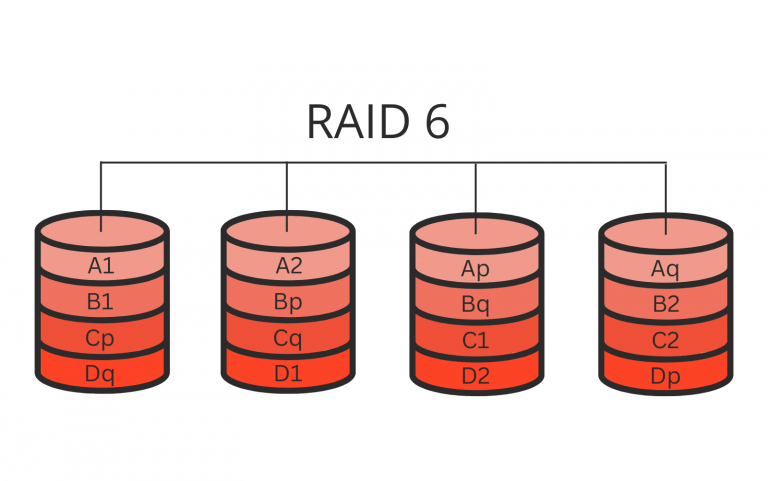 RAID 6
A1 A2 Ap Aq
B1 Bp Bq B2
Cp Cq C1 C2
Dq D1 D2 Dp